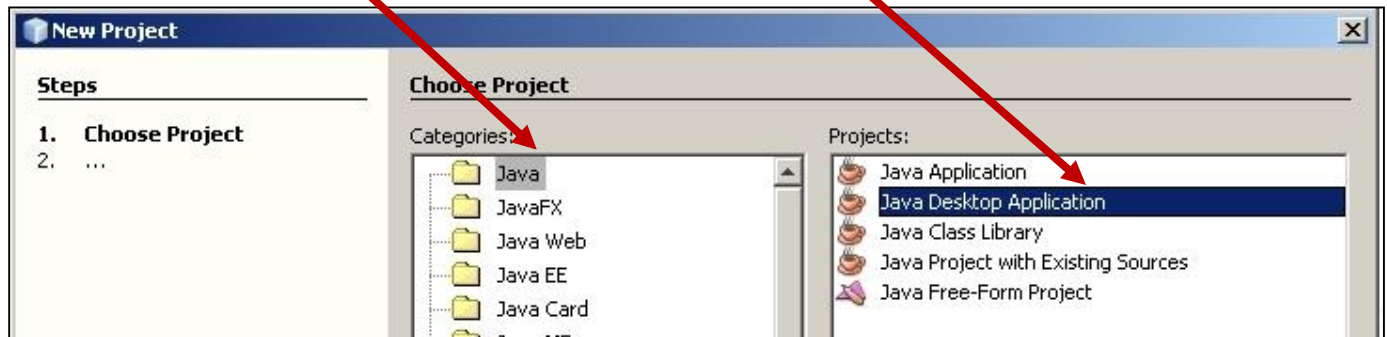 New Project
Steps
1. Choose Project
2. ...
Choose Project
Categories:
Java
JavaFX
Java Web
Java EE
Java Card
Projects:
Java Application
Java Desktop Application
Java Class Library
Java Project with Existing Sources
Java Free-Form Project